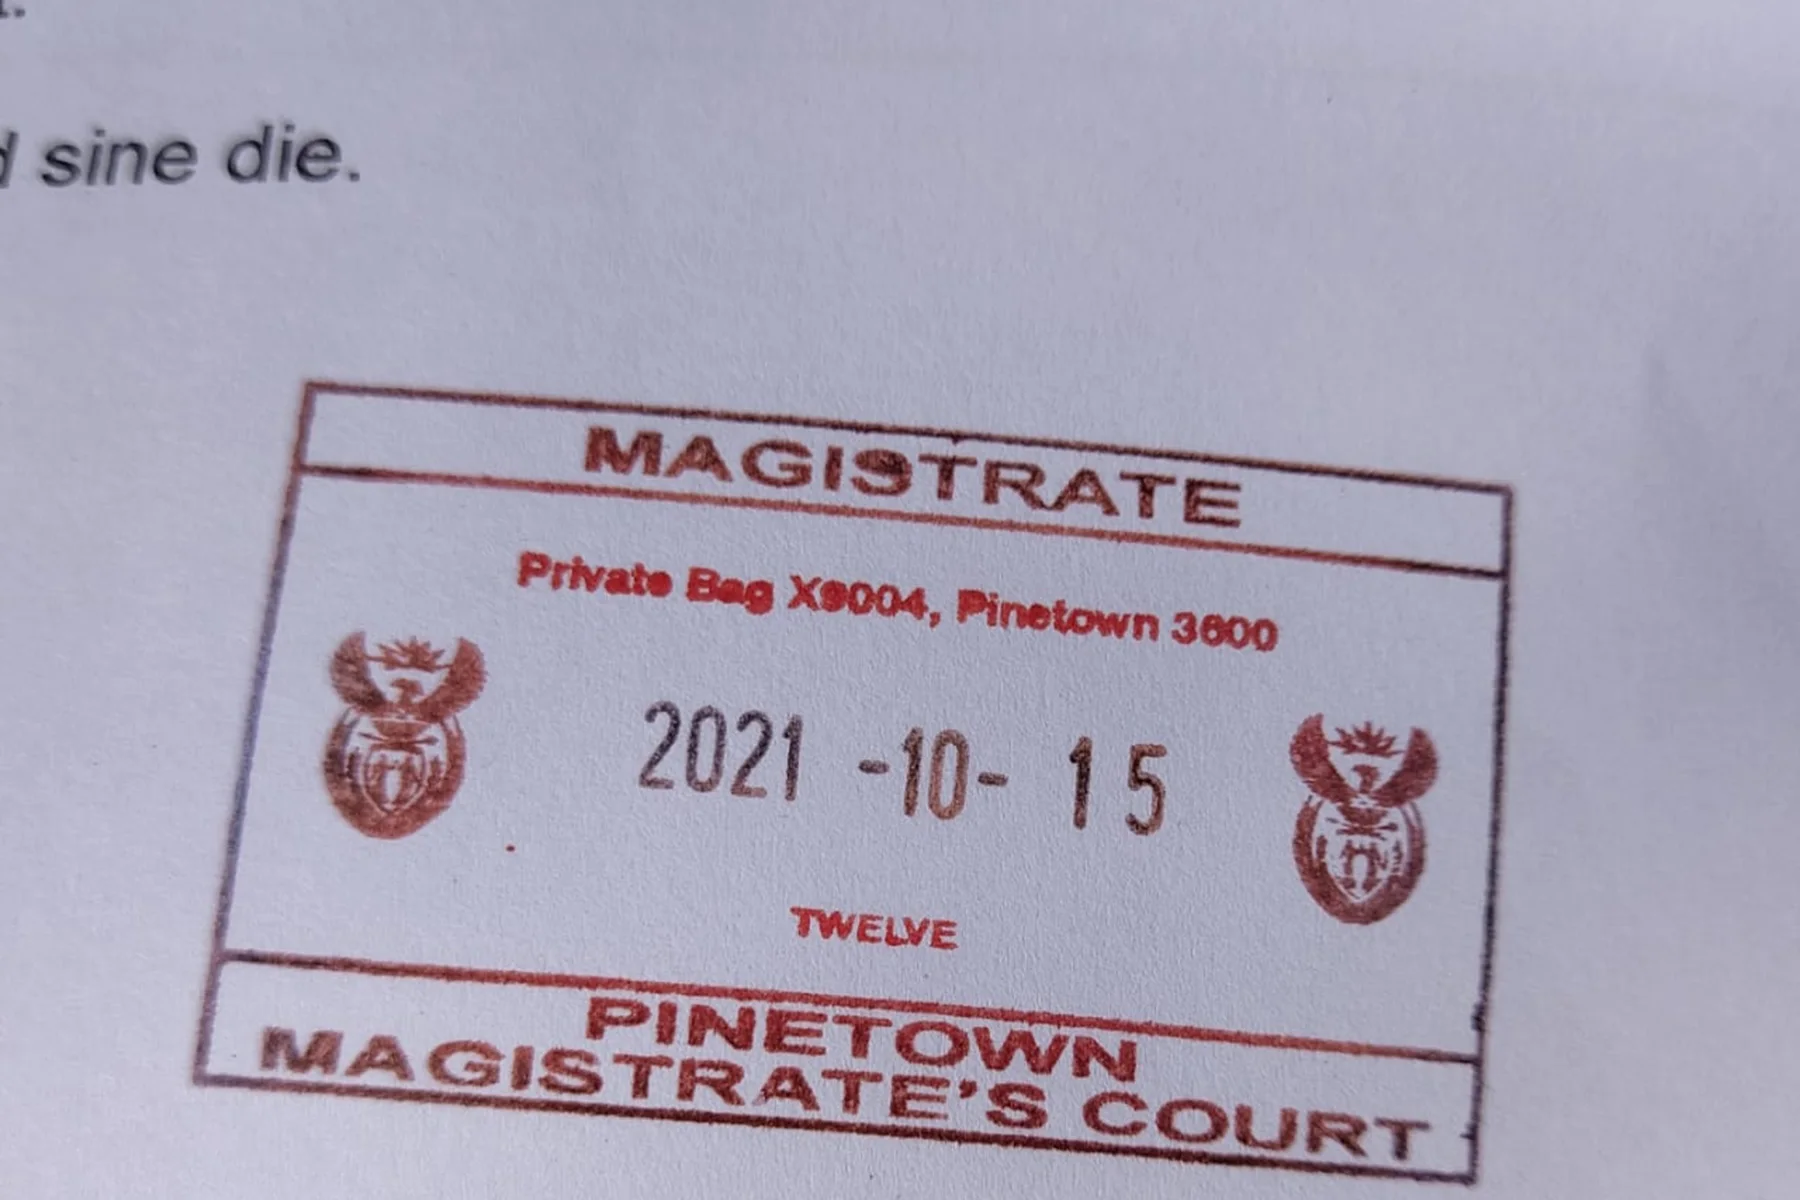 sine die.
MAGISTRATE
Private Bag X9004, Pinetown 3600
2021 -10- 15
TWELVE
PINETOWN
MAGISTRATE'S COURT